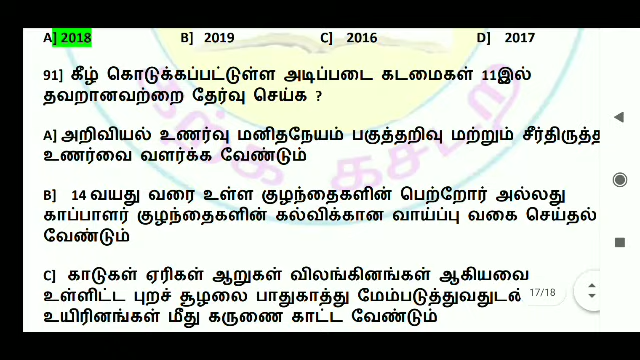 A] 2018 B] 2019 C] 2016 D] 2017
91] கீழ் கொடுக்கப்பட்டுள்ள அடிப்படை கடமைகள் 11இல்
தவறானவற்றை தேர்வு செய்க ?
A] அறிவியல் உணர்வு மனிதநேயம் பகுத்தறிவு மற்றும் சீர்திருத்த
உணர்வை வளர்க்க வேண்டும்
B] 14 வயது வரை உள்ள குழந்தைகளின் பெற்றோர் அல்லது
காப்பாளர் குழந்தைகளின் கல்விக்கான வாய்ப்பு வகை செய்தல்
வேண்டும்
C] காடுகள் ஏரிகள் ஆறுகள் விலங்கினங்கள் ஆகியவை
உள்ளிட்ட புறச் சூழலை பாதுகாத்து மேம்படுத்துவதுடன்
17/18
உயிரினங்கள் மீது கருணை காட்ட வேண்டும்
கற்க கசடற